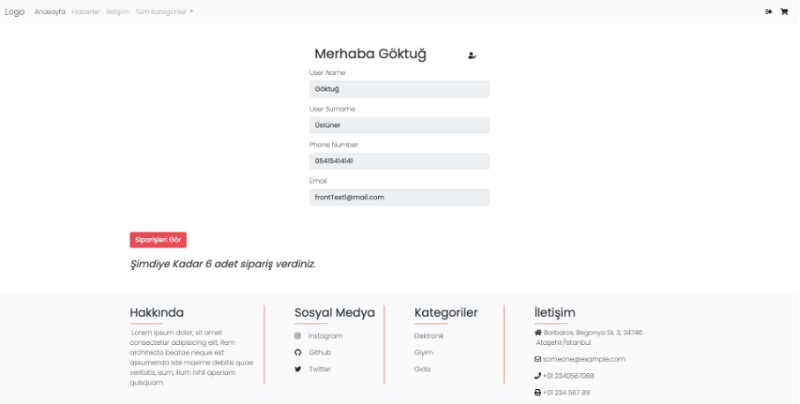 Logo Anasayfa Haberler İletişim Tüm Kategoriler
Merhaba Göktuğ
User Name
Göktuğ
User Surname
Üstüner
Phone Number
05415414141
Email
frontTest1@mail.com
Siparişleri Gör
Şimdiye Kadar 6 adet sipariş verdiniz.
Hakkında
Lorem ipsum dolor, sit amet
consectetur adipisicing elit. Rem
architecto beatae neque est
assumenda iste maxime debitis quae
veritatis, eum, illum nihil aperiam
quisquam.
Sosyal Medya
Instagram
Github
Twitter
Kategoriler
Elektronik
Giyim
Gıda
İletişim
Barbaros, Begonya Sk. 3, 34746
Ataşehir/İstanbul
someone@example.com
+01 2340567088
+01 234 567 89